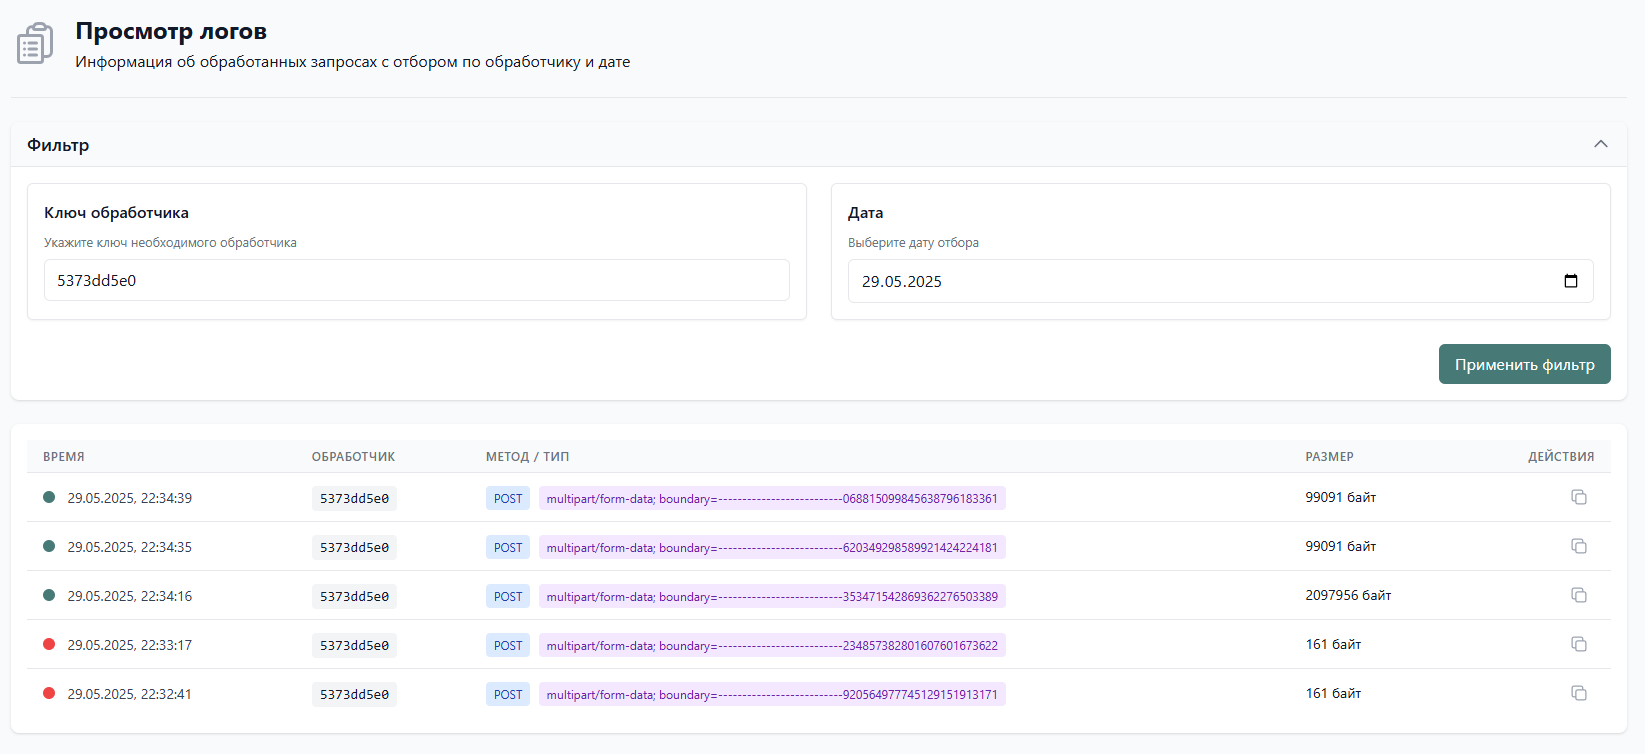 Просмотр логов
Информация об обработанных запросах с отбором по обработчику и дате
Фильтр
Ключ обработчика
Укажите ключ необходимого обработчика
5373dd5e0
Дата
Выберите дату отбора
29.05.2025
Применить фильтр
ВРЕМЯ ОБРАБОТЧИК МЕТОД / ТИП РАЗМЕР ДЕЙСТВИЯ
29.05.2025, 22:34:39 5373dd5e0 POST multipart/form-data; boundary=--------------------------068815099845638796183361 99091 байт
29.05.2025, 22:34:35 5373dd5e0 POST multipart/form-data; boundary=--------------------------620349298589921424224181 99091 байт
29.05.2025, 22:34:16 5373dd5e0 POST multipart/form-data; boundary=--------------------------353471542869362276503389 2097956 байт
29.05.2025, 22:33:17 5373dd5e0 POST multipart/form-data; boundary=--------------------------234857382801607601673622 161 байт
29.05.2025, 22:32:41 5373dd5e0 POST multipart/form-data; boundary=--------------------------920564977745129151913171 161 байт